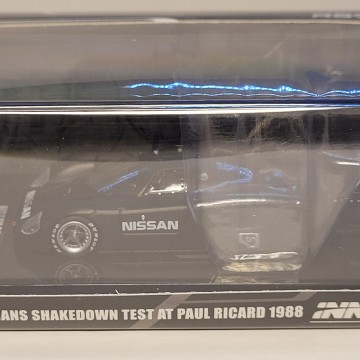 NISSAN
ANS SHAKEDOWN TEST AT PAUL RICARD 1988 INN